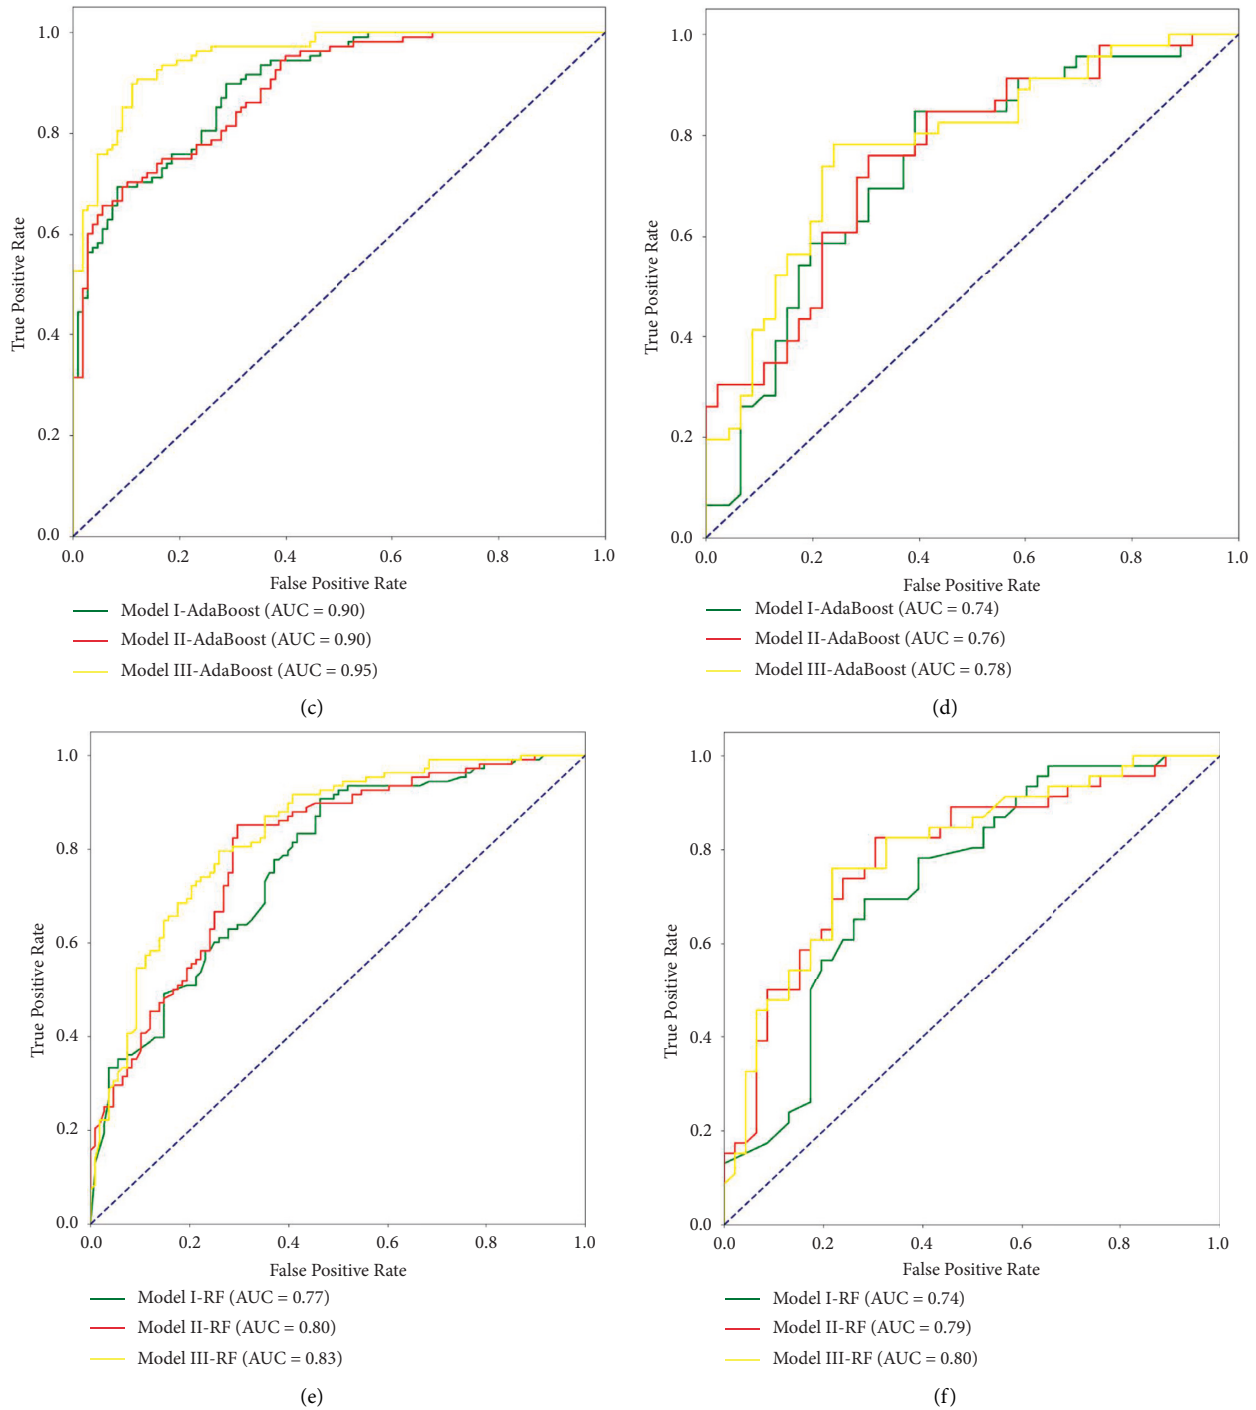 1.0
0.8
0.6
0.4
0.2
0.0
True Positive Rate
0.0 0.2 0.4 0.6 0.8 1.0
False Positive Rate
Model I-AdaBoost (AUC = 0.90)
Model II-AdaBoost (AUC = 0.90)
Model III-AdaBoost (AUC = 0.95)
(c)
1.0
0.8
0.6
0.4
0.2
0.0
True Positive Rate
0.0 0.2 0.4 0.6 0.8 1.0
False Positive Rate
Model I-AdaBoost (AUC = 0.74)
Model II-AdaBoost (AUC = 0.76)
Model III-AdaBoost (AUC = 0.78)
(d)
1.0
0.8
0.6
0.4
0.2
0.0
True Positive Rate
0.0 0.2 0.4 0.6 0.8 1.0
False Positive Rate
Model I-RF (AUC = 0.77)
Model II-RF (AUC = 0.80)
Model III-RF (AUC = 0.83)
(e)
1.0
0.8
0.6
0.4
0.2
0.0
True Positive Rate
0.0 0.2 0.4 0.6 0.8 1.0
False Positive Rate
Model I-RF (AUC = 0.74)
Model II-RF (AUC = 0.79)
Model III-RF (AUC = 0.80)
(f)